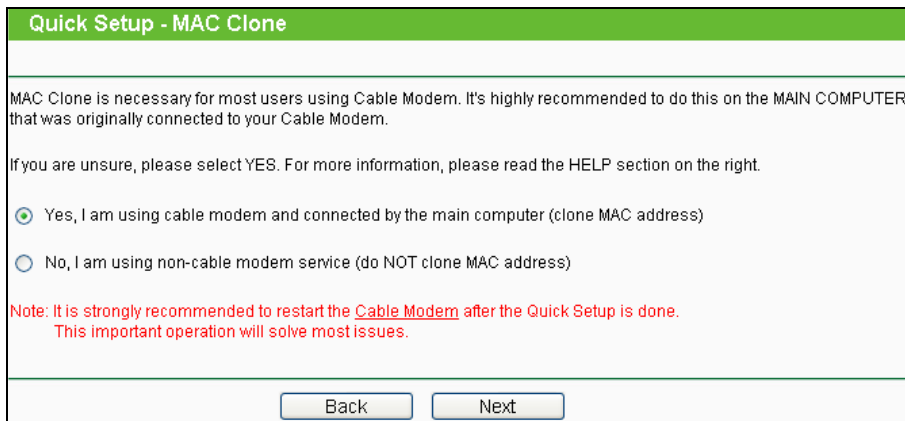 Quick Setup - MAC Clone
MAC Clone is necessary for most users using Cable Modem. It's highly recommended to do this on the MAIN COMPUTER
that was originally connected to your Cable Modem.
If you are unsure, please select YES. For more information, please read the HELP section on the right.
Yes, I am using cable modem and connected by the main computer (clone MAC address)
No, I am using non-cable modem service (do NOT clone MAC address)
Note: It is strongly recommended to restart the Cable Modem after the Quick Setup is done.
This important operation will solve most issues.
Back Next